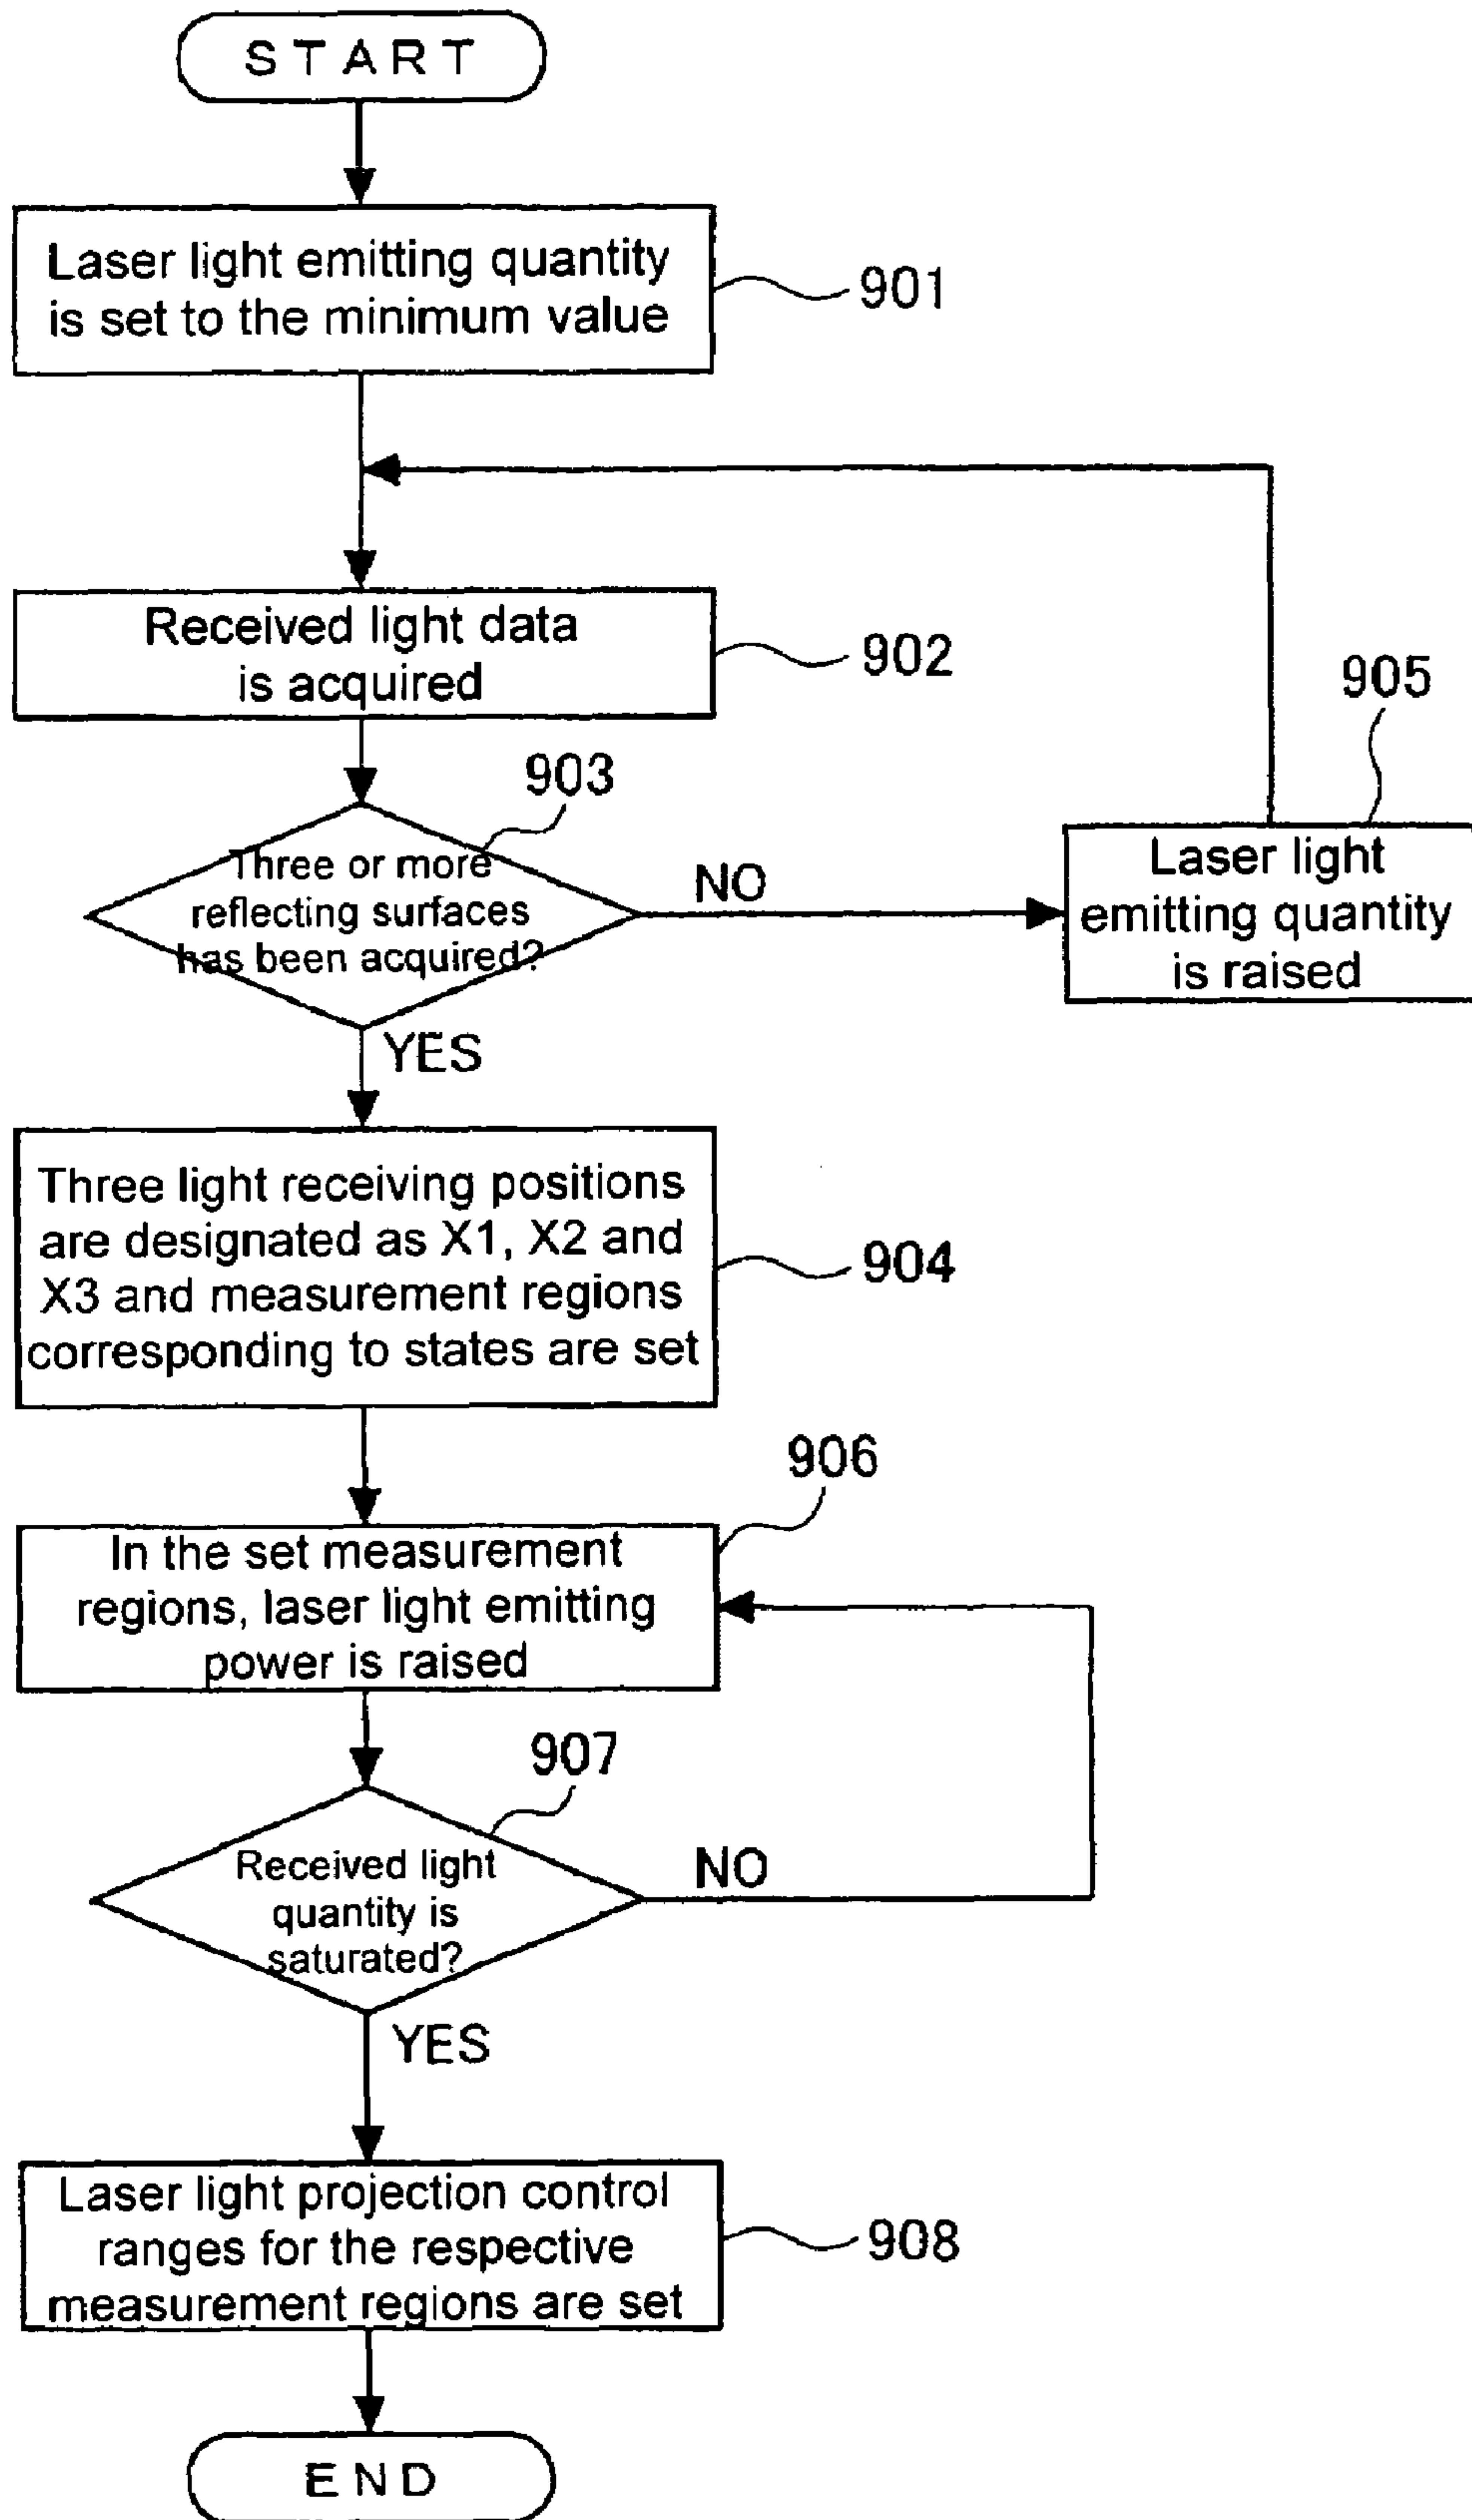 START
Laser light emitting quantity
is set to the minimum value
901
Received light data
is acquired
902
903
Three or more
reflecting surfaces
has been acquired?
NO
905
Laser light
emitting quantity
is raised
YES
Three light receiving positions
are designated as X1, X2 and
X3 and measurement regions
corresponding to states are set
904
906
In the set measurement
regions, laser light emitting
power is raised
907
Received light
quantity is
saturated?
NO
YES
Laser light projection control
ranges for the respective
measurement regions are set
908
END